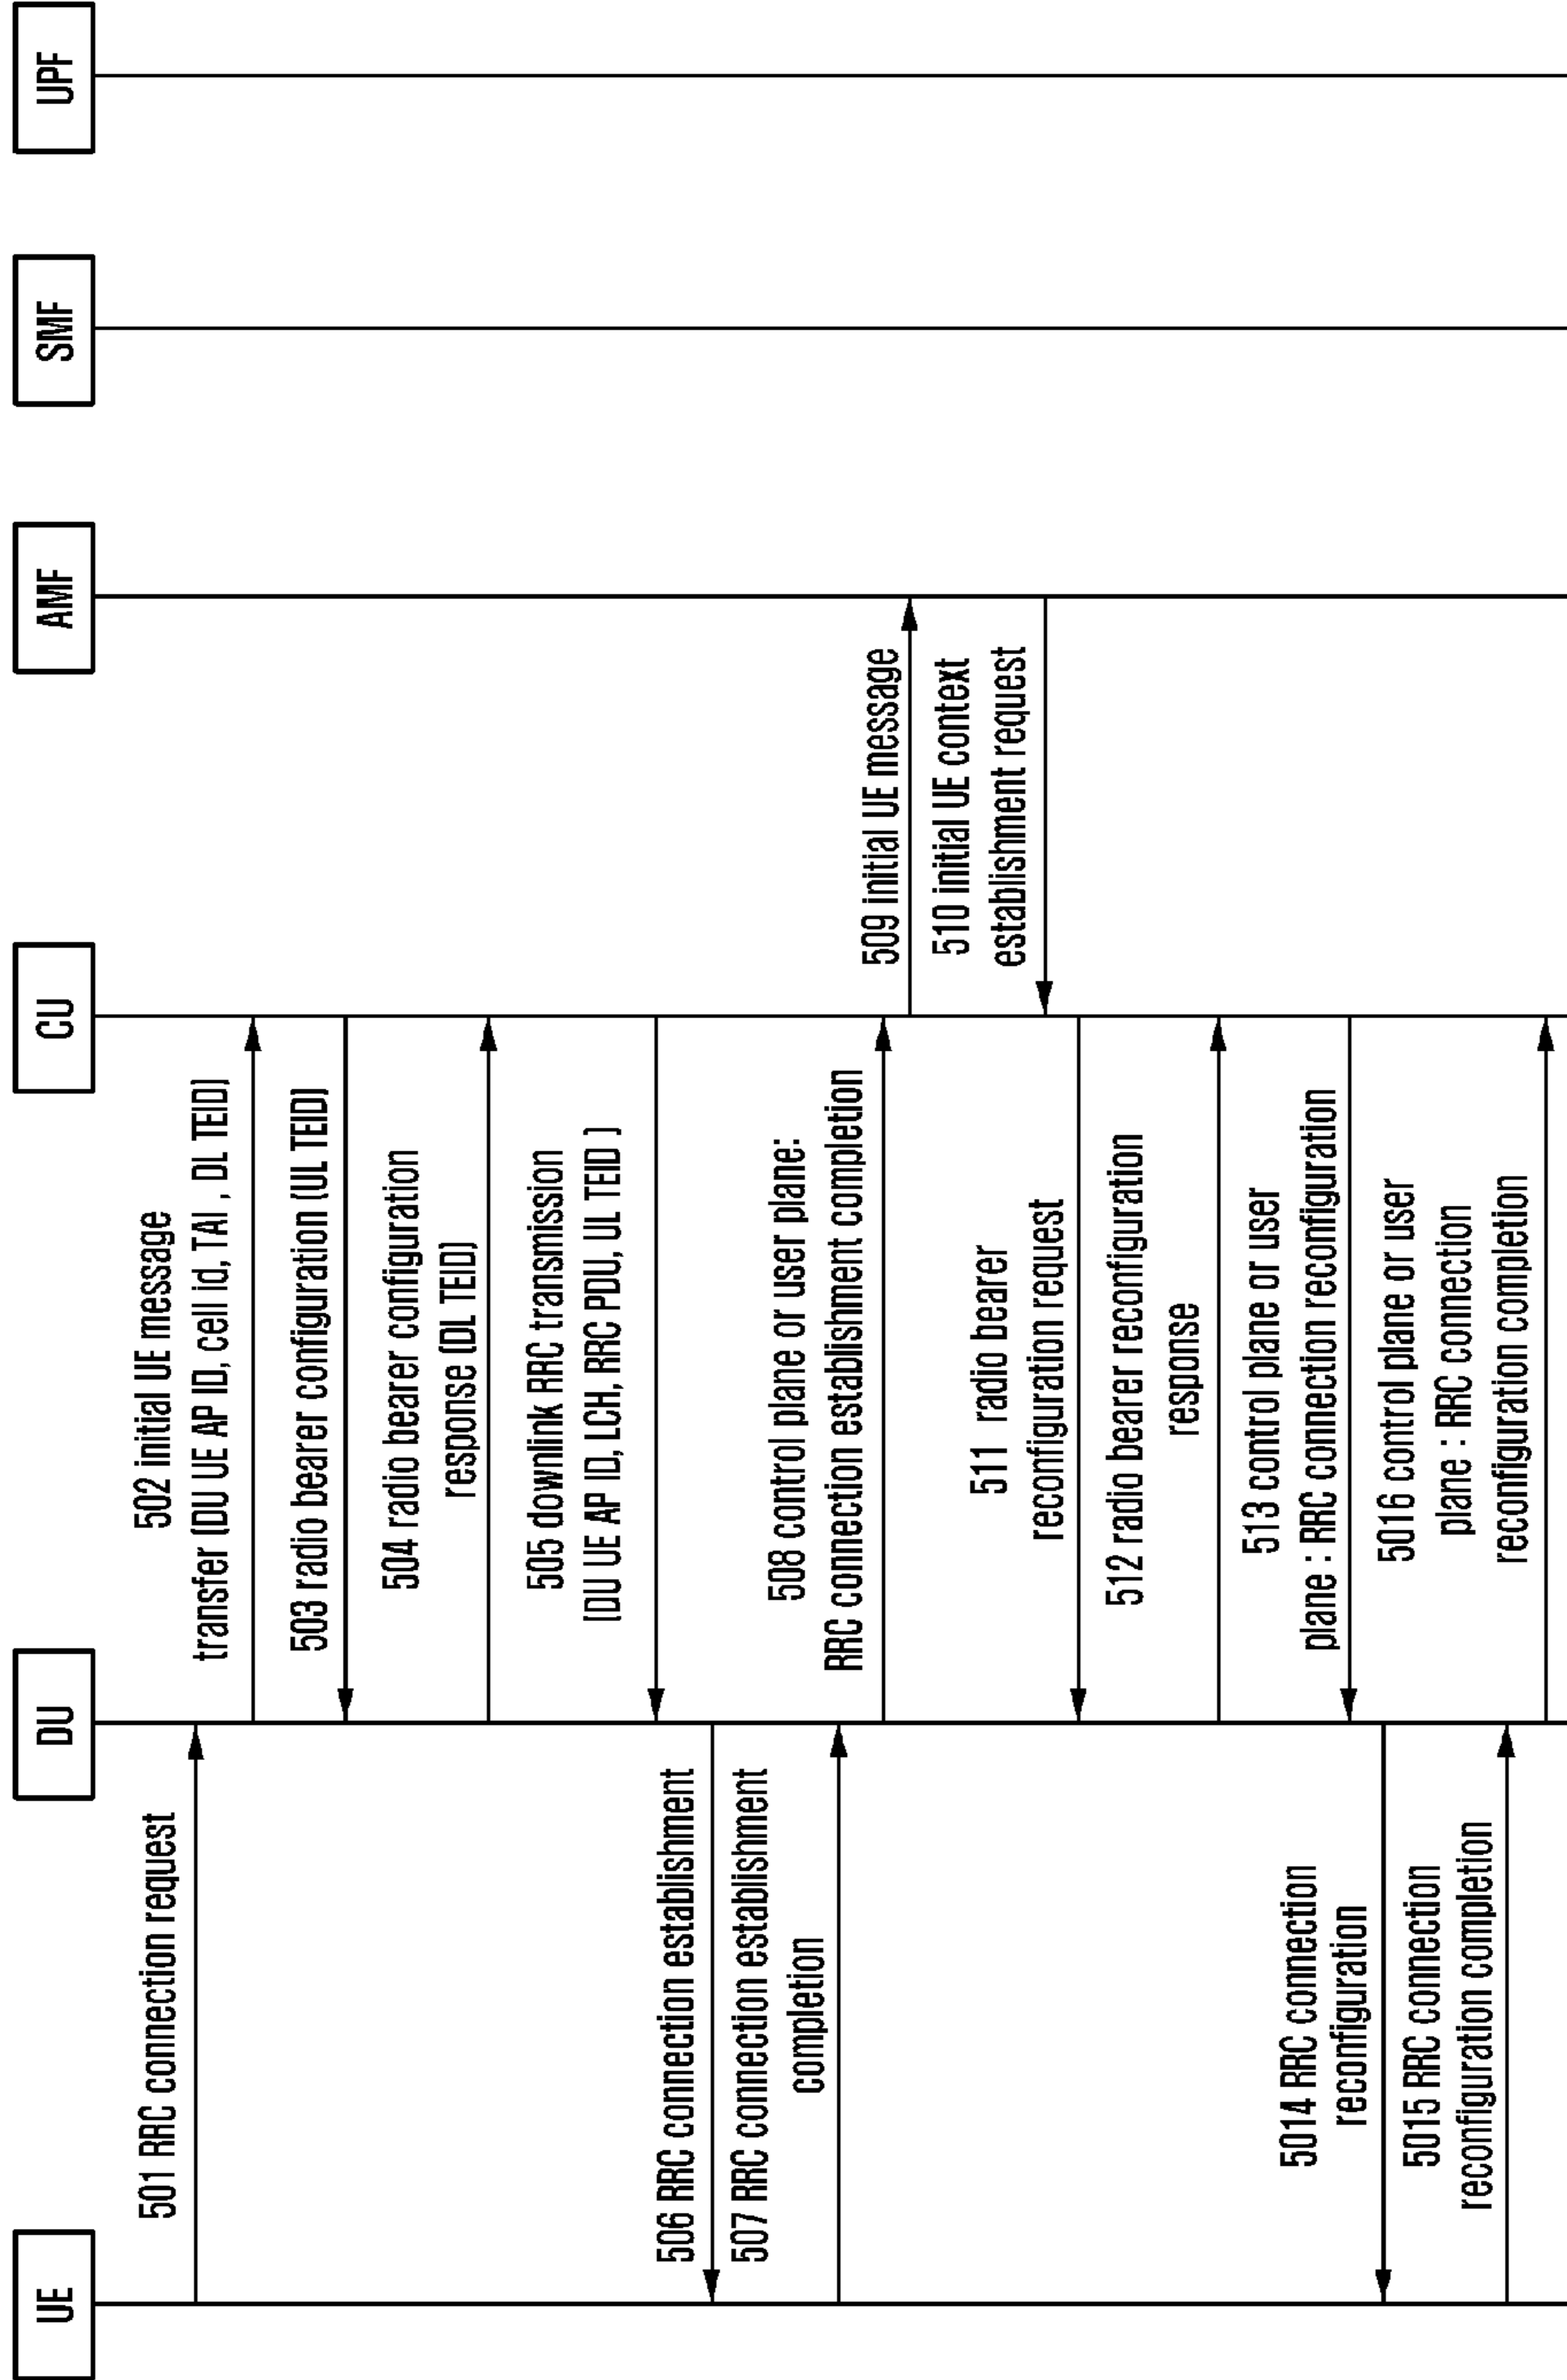 UE
DU
CU
AMF
SMF
UPF
501 RRC connection request
502 initial UE message
transfer (DU UE AP ID, cell id, TAI , DL TEID)
503 radio bearer configuration (UL TEID)
504 radio bearer configuration
response (DL TEID)
505 downlink RRC transmission
(DU UE AP ID, LCH, RRC PDU, UL TEID )
506 RRC connection establishment
507 RRC connection establishment
completion
508 control plane or user plane:
RRC connection establishment completion
509 initial UE message
510 initial UE context
establishment request
511 radio bearer
reconfiguration request
512 radio bearer reconfiguration
response
513 control plane or user
plane : RRC connection reconfiguration
5014 RRC connection
reconfiguration
5015 RRC connection
reconfiguration completion
5016 control plane or user
plane : RRC connection
reconfiguration completion